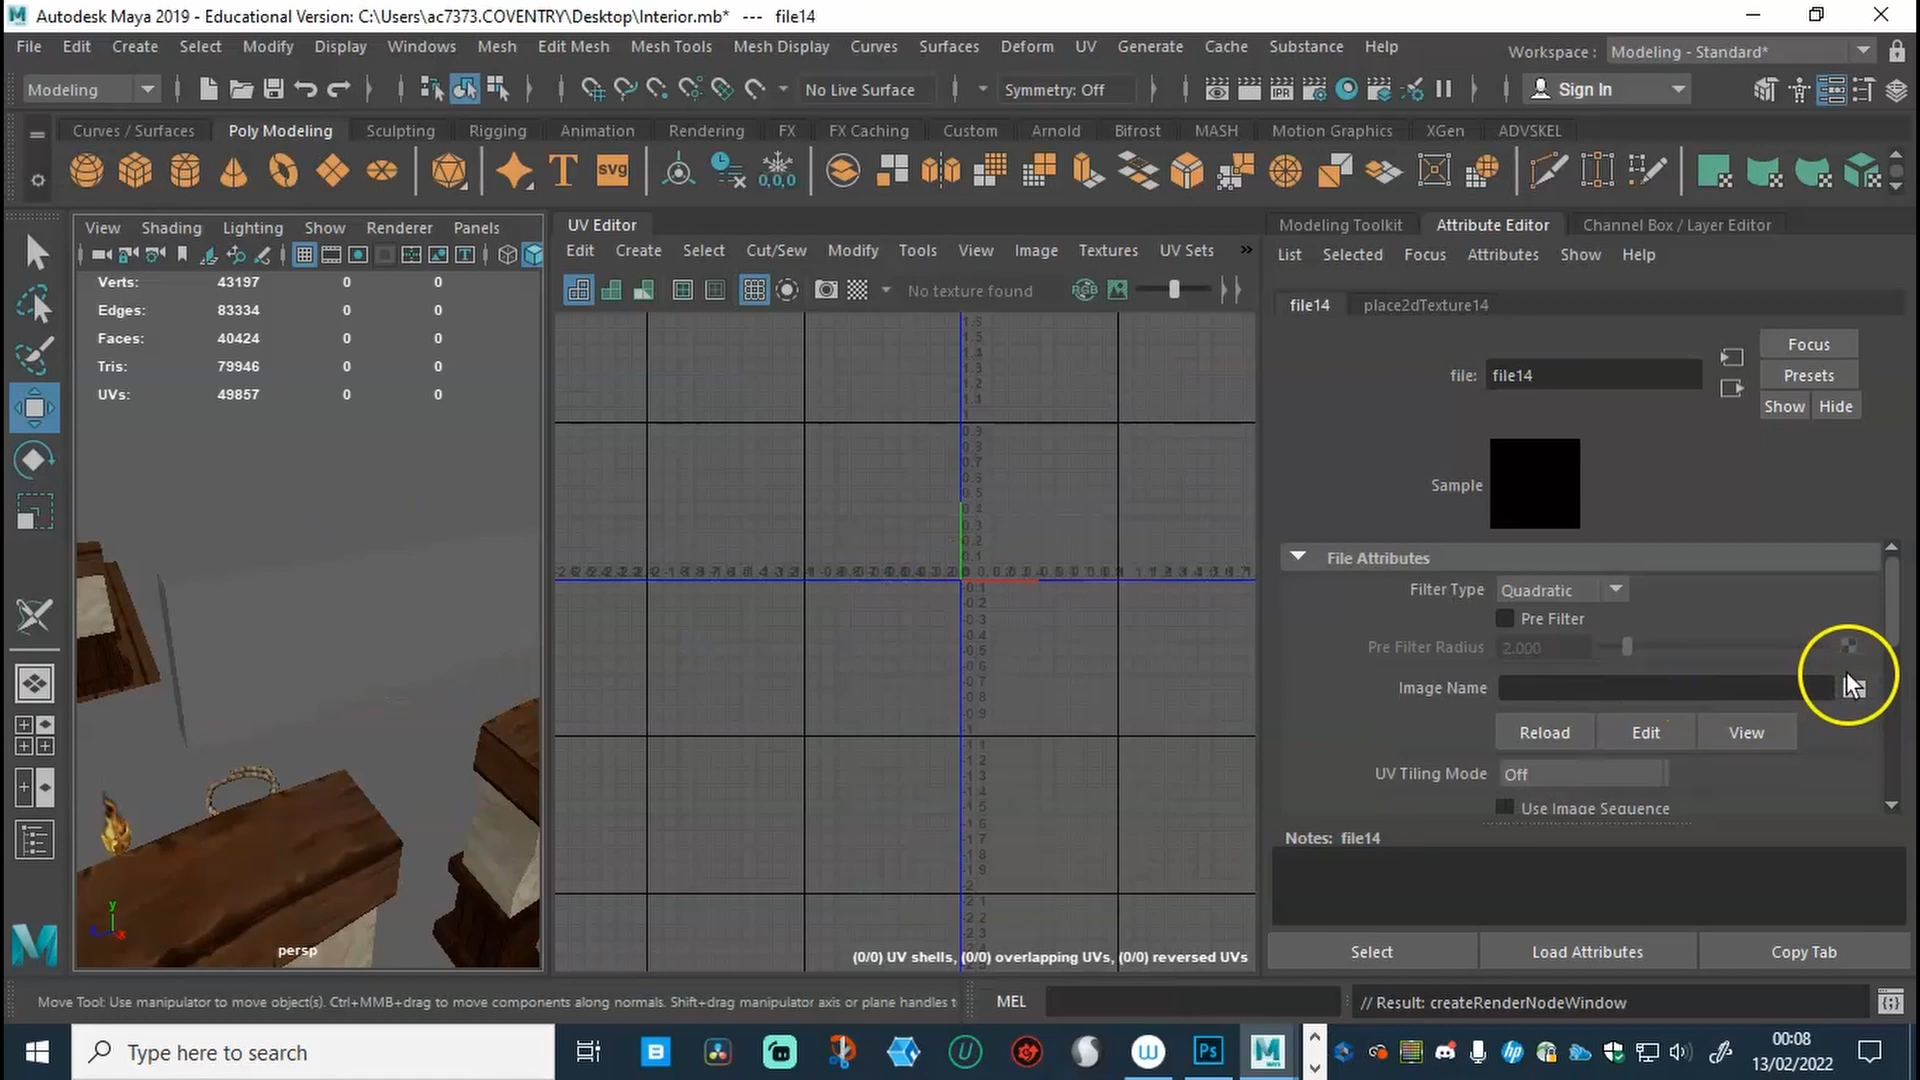 Autodesk Maya 2019 - Educational Version: C:\Users\ac7373.COVENTRY\Desktop\Interior.mb* --- file14
File Edit Create Select Modify Display Windows Mesh Edit Mesh Mesh Tools Mesh Display Curves Surfaces Deform UV Generate Cache Substance Help
Workspace : Modeling - Standard*
Modeling No Live Surface Symmetry: Off Sign In
Curves / Surfaces Poly Modeling Sculpting Rigging Animation Rendering FX FX Caching Custom Arnold Bifrost MASH Motion Graphics XGen ADVSKEL
T SVG 0,0,0
View Shading Lighting Show Renderer Panels
Verts: 43197 0 0
Edges: 83334 0 0
Faces: 40424 0 0
Tris: 79946 0 0
UVs: 49857 0 0
persp
UV Editor
Edit Create Select Cut/Sew Modify Tools View Image Textures UV Sets »
No texture found
(0/0) UV shells, (0/0) overlapping UVs, (0/0) reversed UVs
Modeling Toolkit Attribute Editor Channel Box / Layer Editor
List Selected Focus Attributes Show Help
file14 place2dTexture14
Focus
file: file14
Presets
Show Hide
Sample
File Attributes
Filter Type Quadratic
Pre Filter
Pre Filter Radius 2.000
Image Name
Reload Edit View
UV Tiling Mode Off
Use Image Sequence
Notes: file14
Select Load Attributes Copy Tab
Move Tool: Use manipulator to move object(s). Ctrl+MMB+drag to move components along normals. Shift+drag manipulator axis or plane handles t
MEL
// Result: createRenderNodeWindow
Type here to search
00:08
13/02/2022